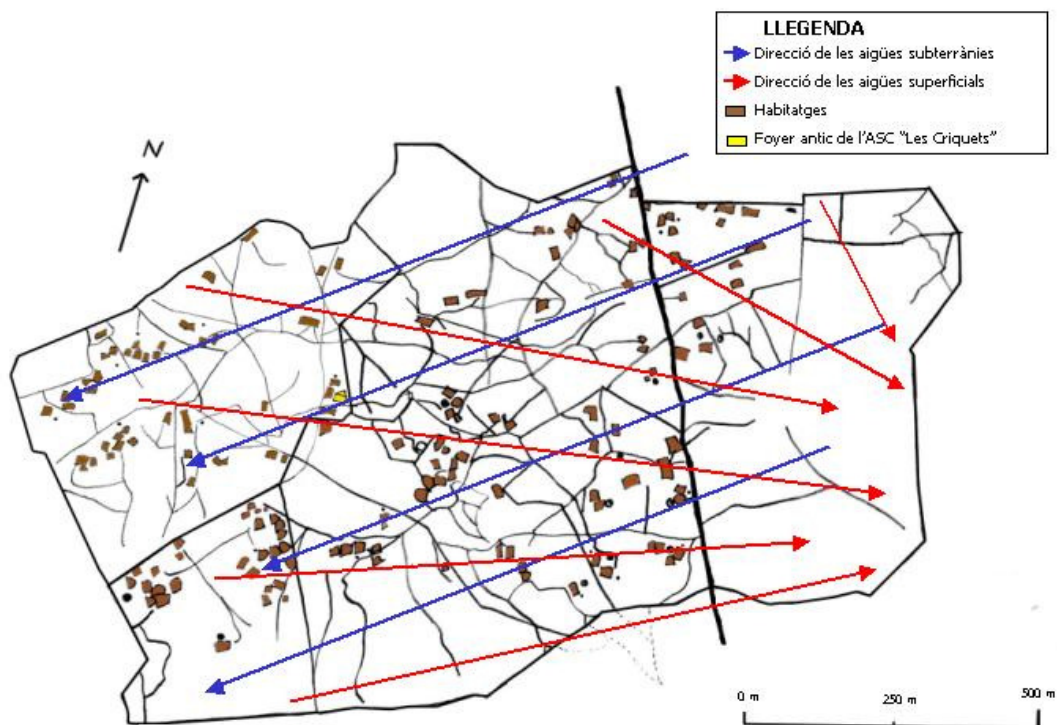 LLEGENDA
Direcció de les aigües subterrànies
Direcció de les aigües superficials
Habitatges
Foyer antic de l'ASC "Les Criquets"
N
0 m
250 m
500 m